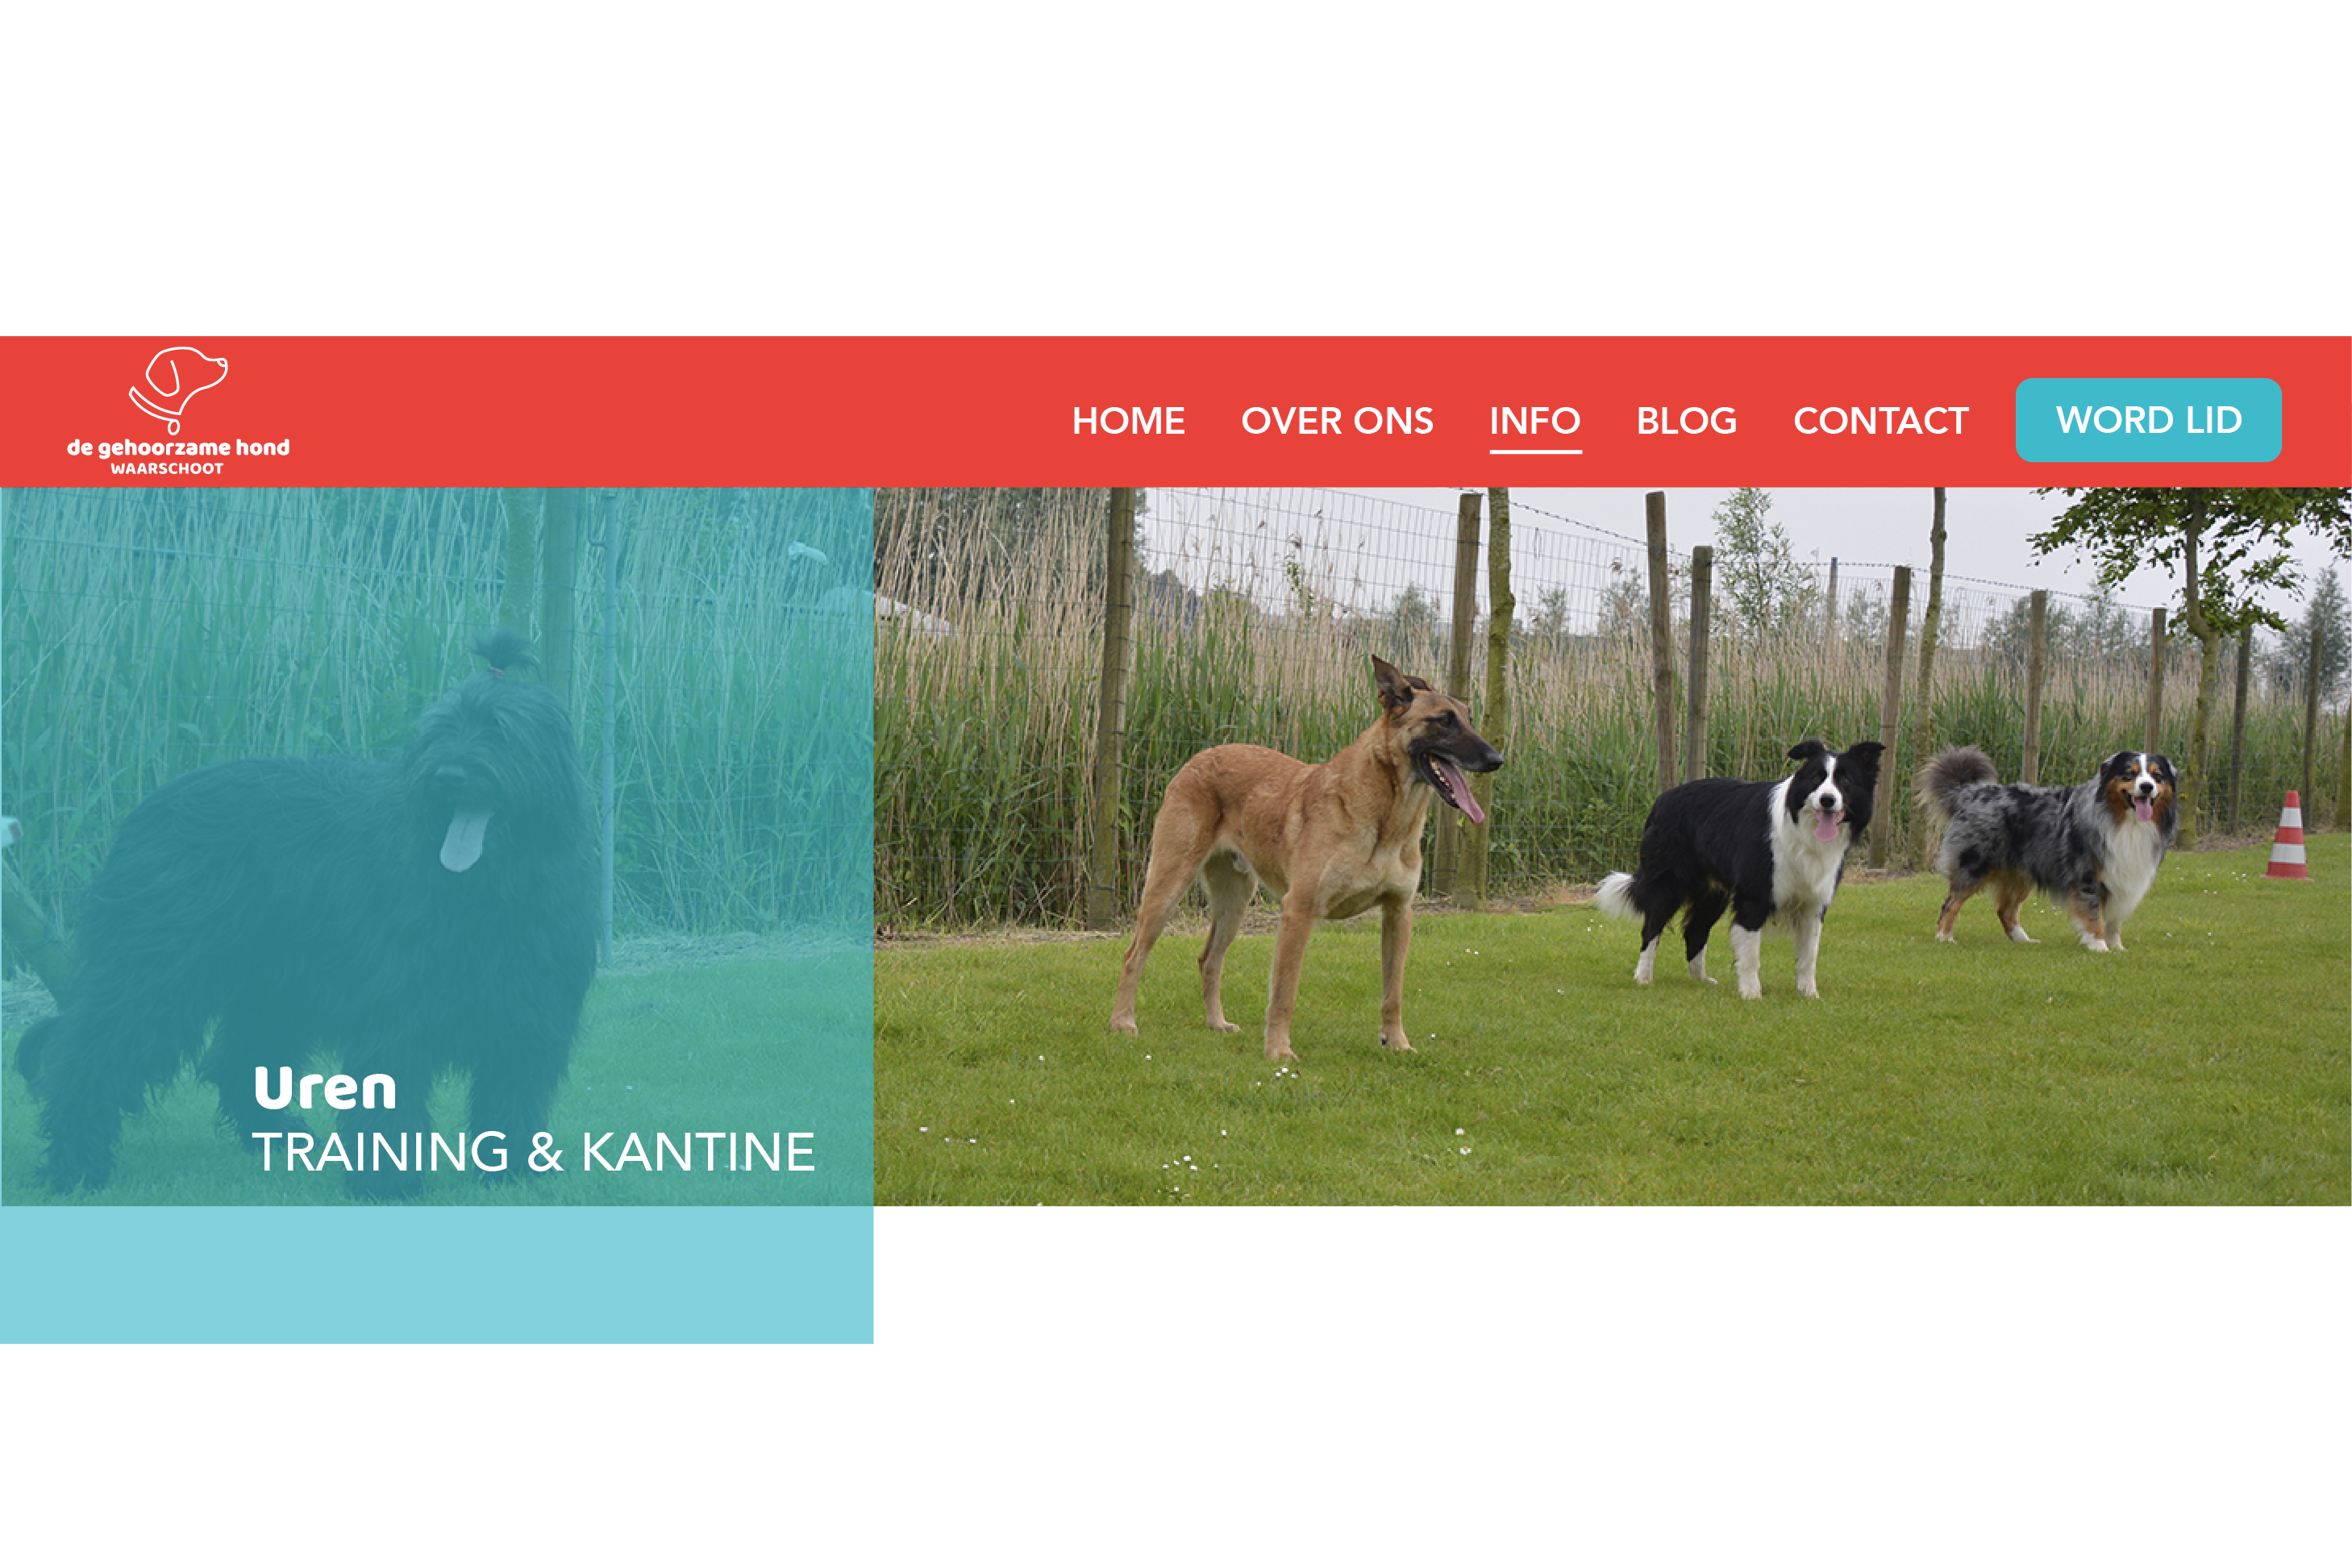 de gehoorzame hond
WAARSCHOOT
HOME OVER ONS INFO BLOG CONTACT WORD LID
Uren
TRAINING & KANTINE